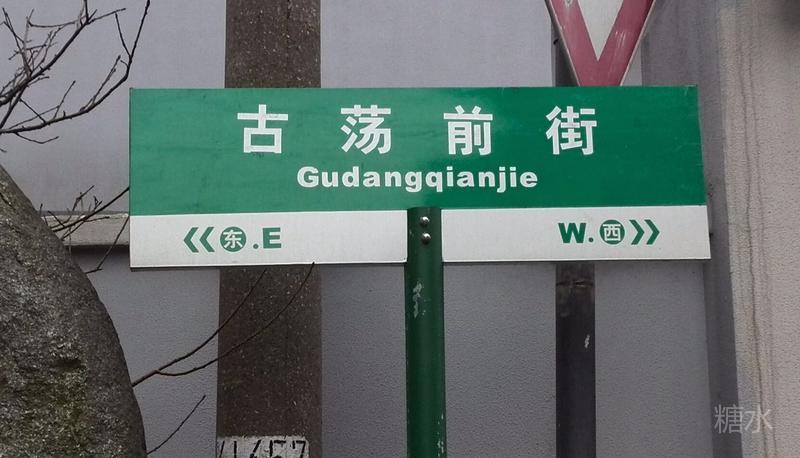 古荡前街
Gudangqianjie
《东.E
W.西》
糖水